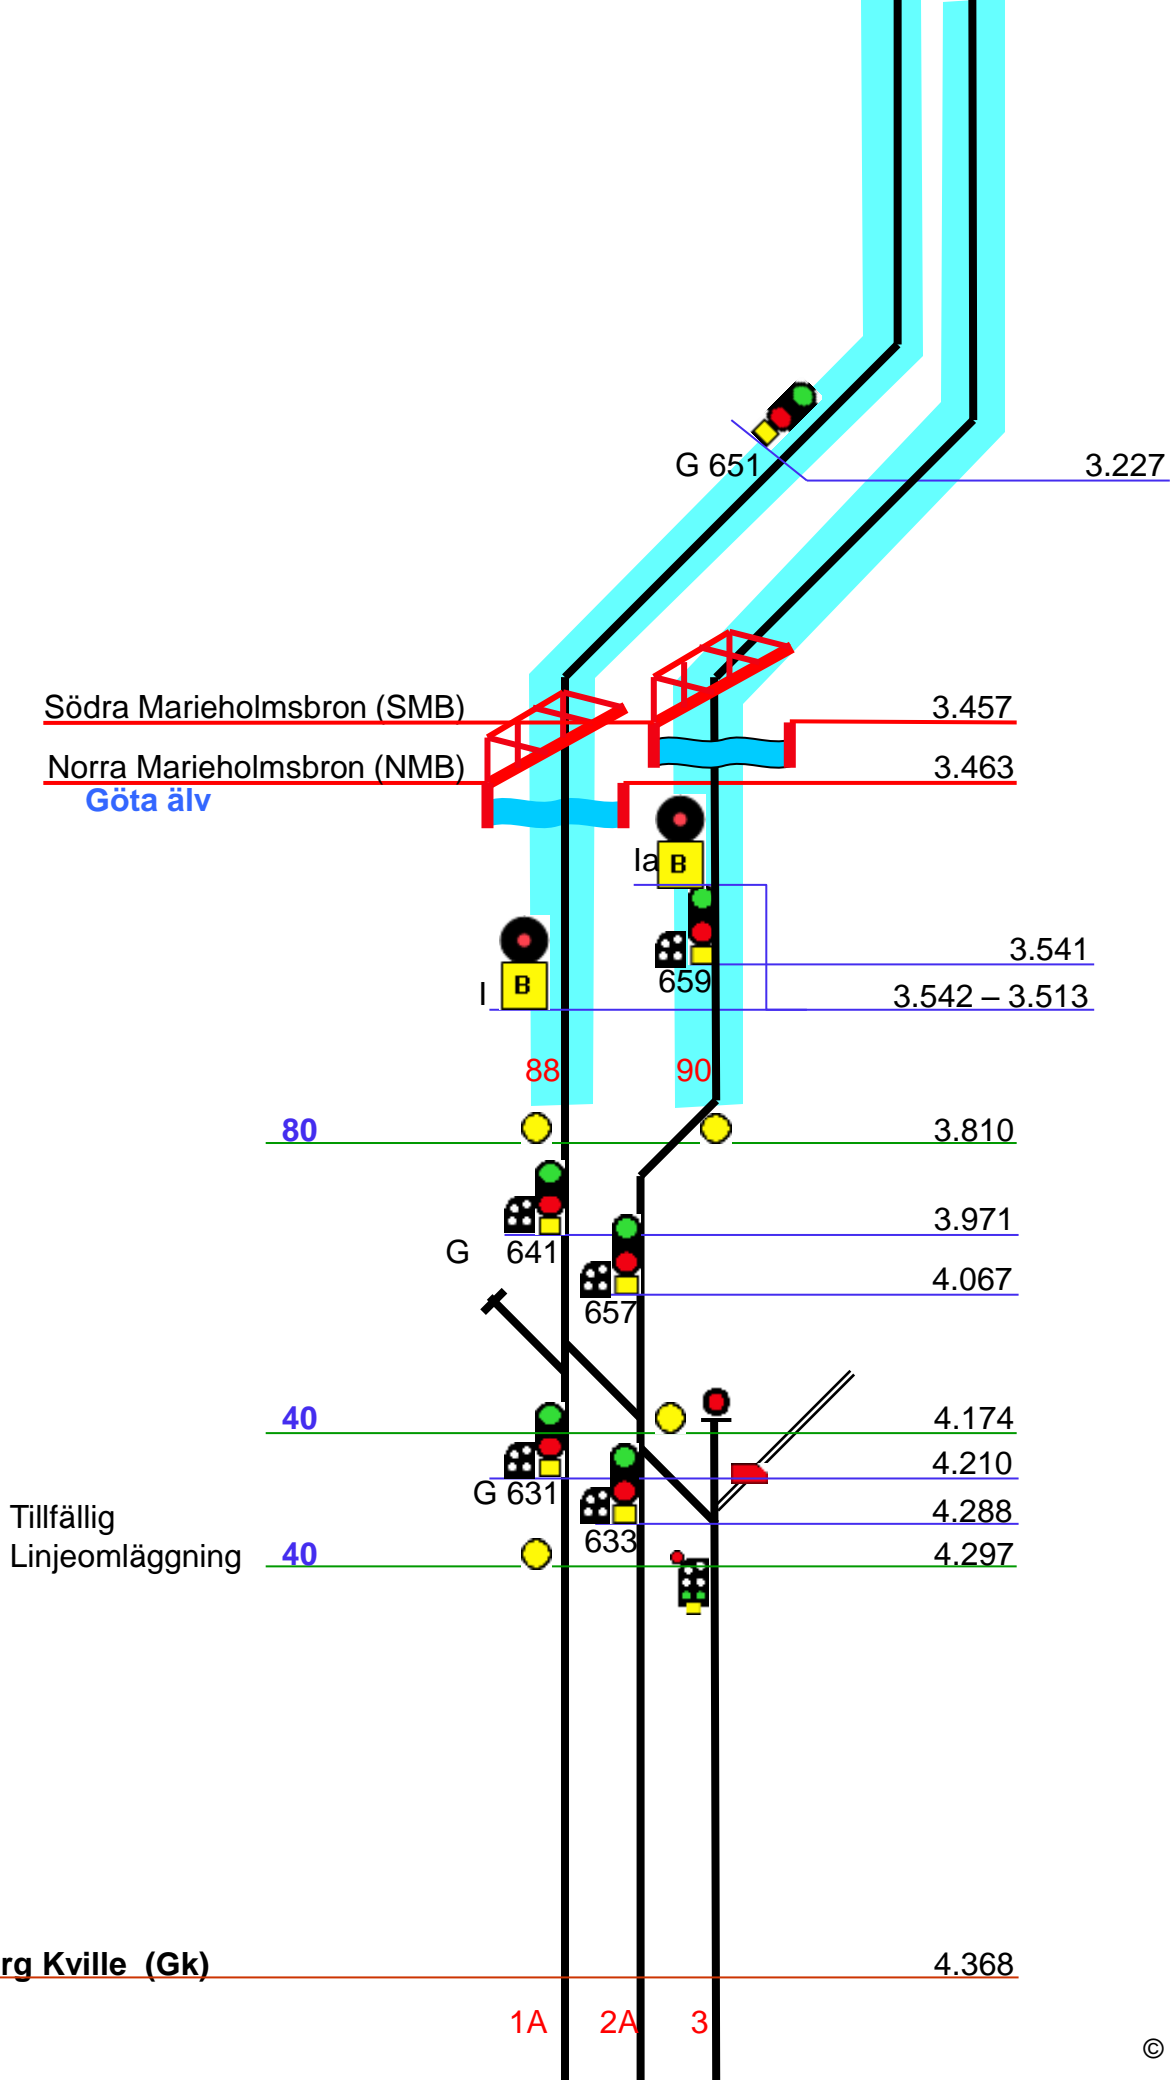 G 651 3.227
Södra Marieholmsbron (SMB) 3.457
Norra Marieholmsbron (NMB) 3.463
Göta älv
Ia B
659 3.541
I B 3.542 – 3.513
88 90
80 3.810
3.971
G 641
4.067
657
40 4.174
4.210
G 631
Tillfällig 4.288
633
Linjeomläggning 40 4.297
rg Kville (Gk) 4.368
1A 2A 3
©